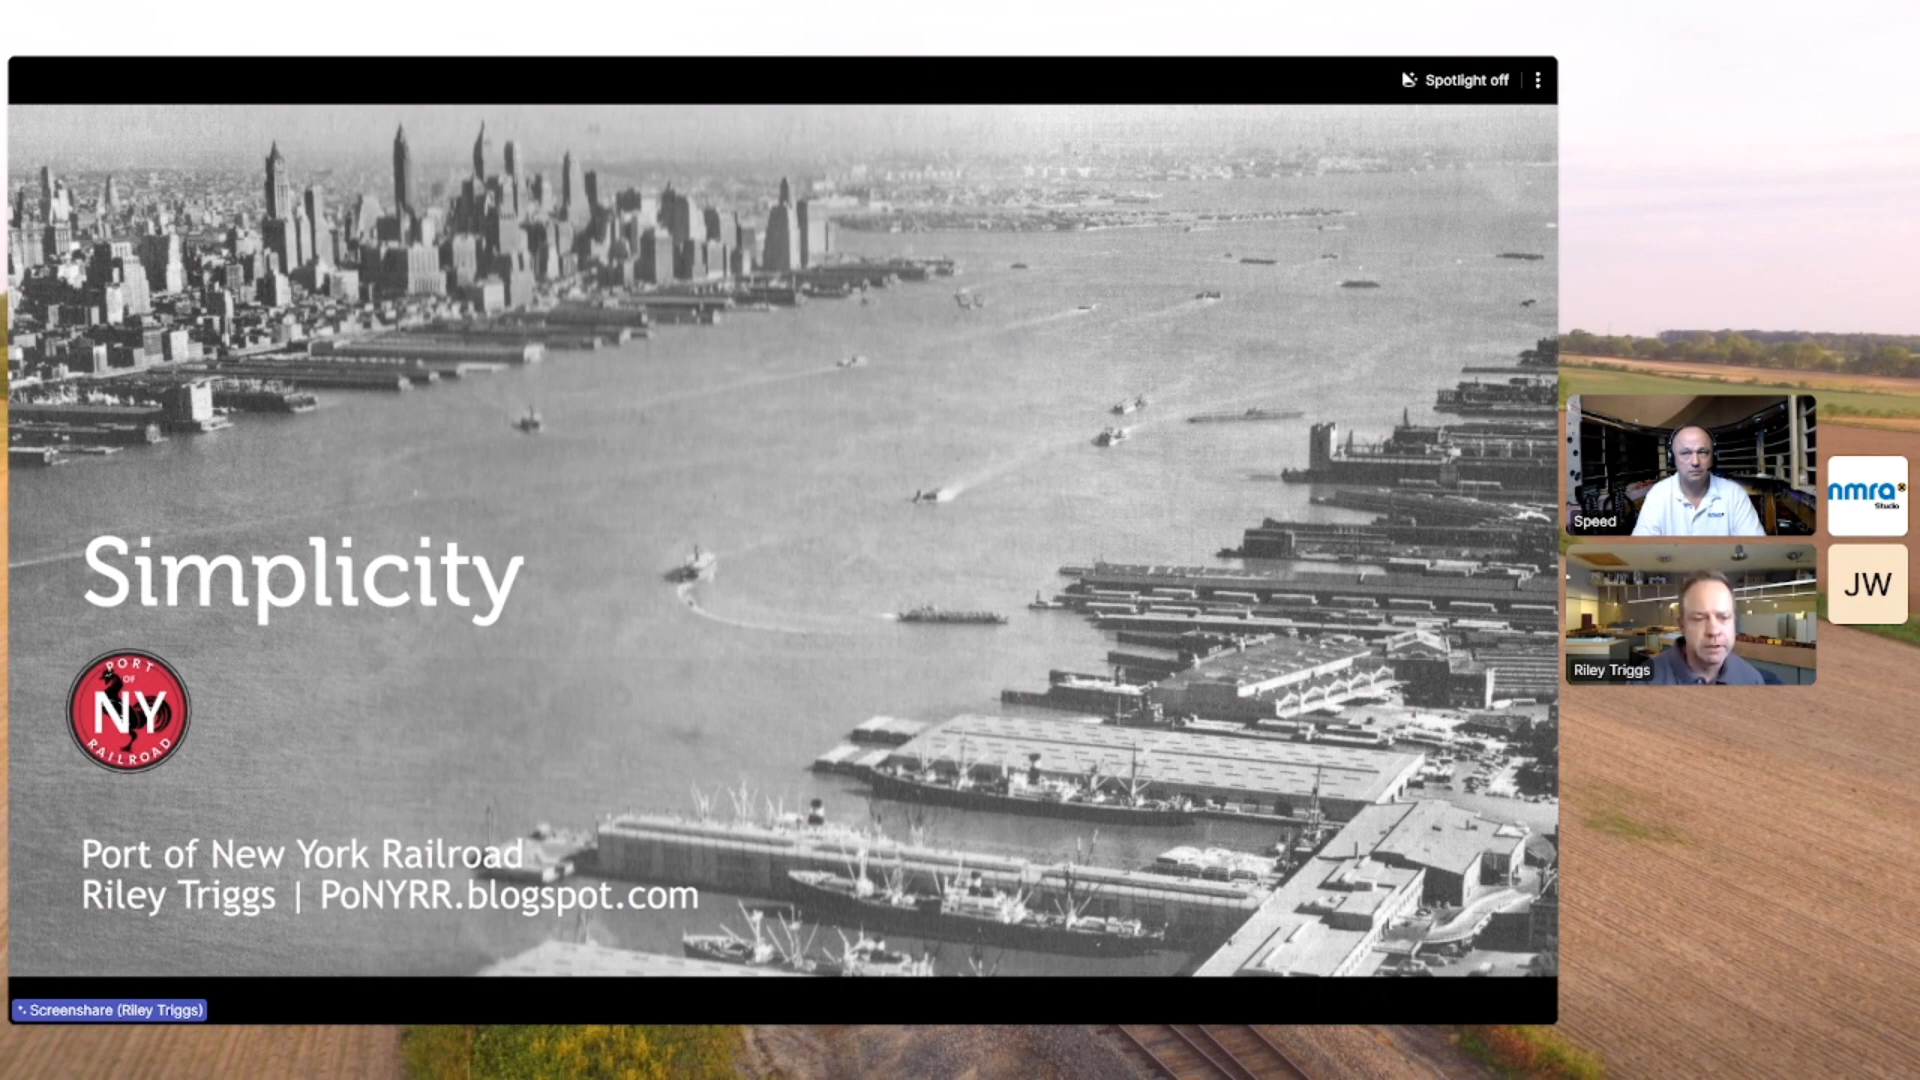 Spotlight off
Simplicity
PORT
OF
NY
RAILROAD
Port of New York Railroad
Riley Triggs | PoNYRR.blogspot.com
Screenshare (Riley Triggs)
Speed
nmra
Studio
JW
Riley Triggs